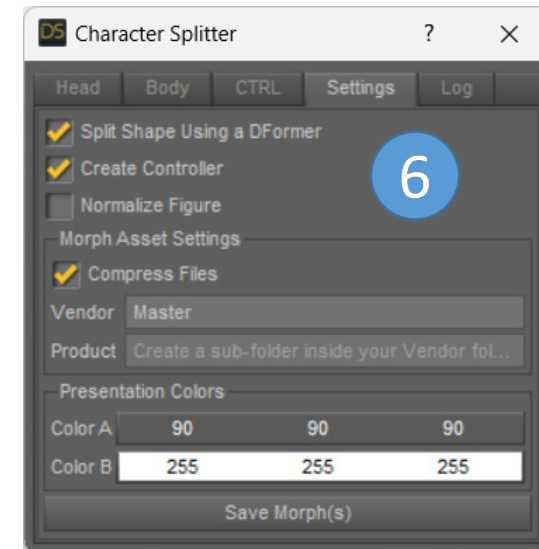 DS Character Splitter ? ×
Head Body CTRL Settings Log
Split Shape Using a DFormer
Create Controller
6
Normalize Figure
Morph Asset Settings
Compress Files
Vendor Master
Product Create a sub-folder inside your Vendor fol...
Presentation Colors
Color A 90 90 90
Color B 255 255 255
Save Morph(s)